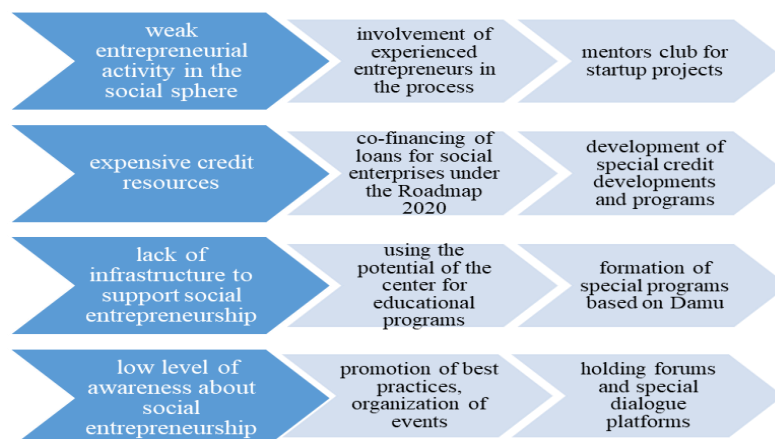 weak
entrepreneurial
activity in the
social sphere
involvement of
experienced
entrepreneurs in
the process
mentors club for
startup projects
expensive credit
resources
co-financing of
loans for social
enterprises under
the Roadmap
2020
development of
special credit
developments
and programs
lack of
infrastructure to
support social
entrepreneurship
using the
potential of the
center for
educational
programs
formation of
special programs
based on Damu
low level of
awareness about
social
entrepreneurship
promotion of best
practices,
organization of
events
holding forums
and special
dialogue
platforms